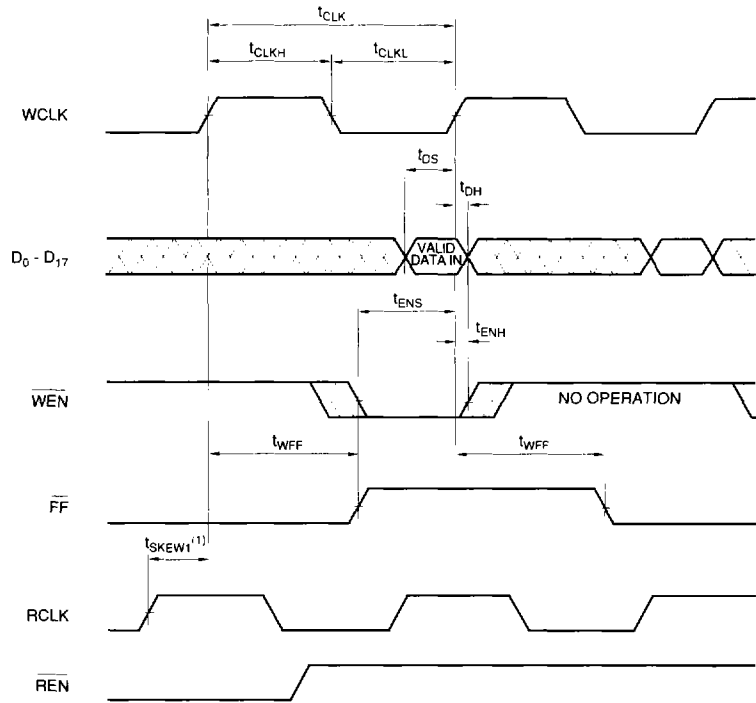 tCLK
tCLKH
tCLKL
WCLK
tDS
tDH
D0 - D17
VALID
DATA IN
tENS
tENH
WEN
NO OPERATION
tWFF
tWFF
FF
tSKEW1(1)
RCLK
REN